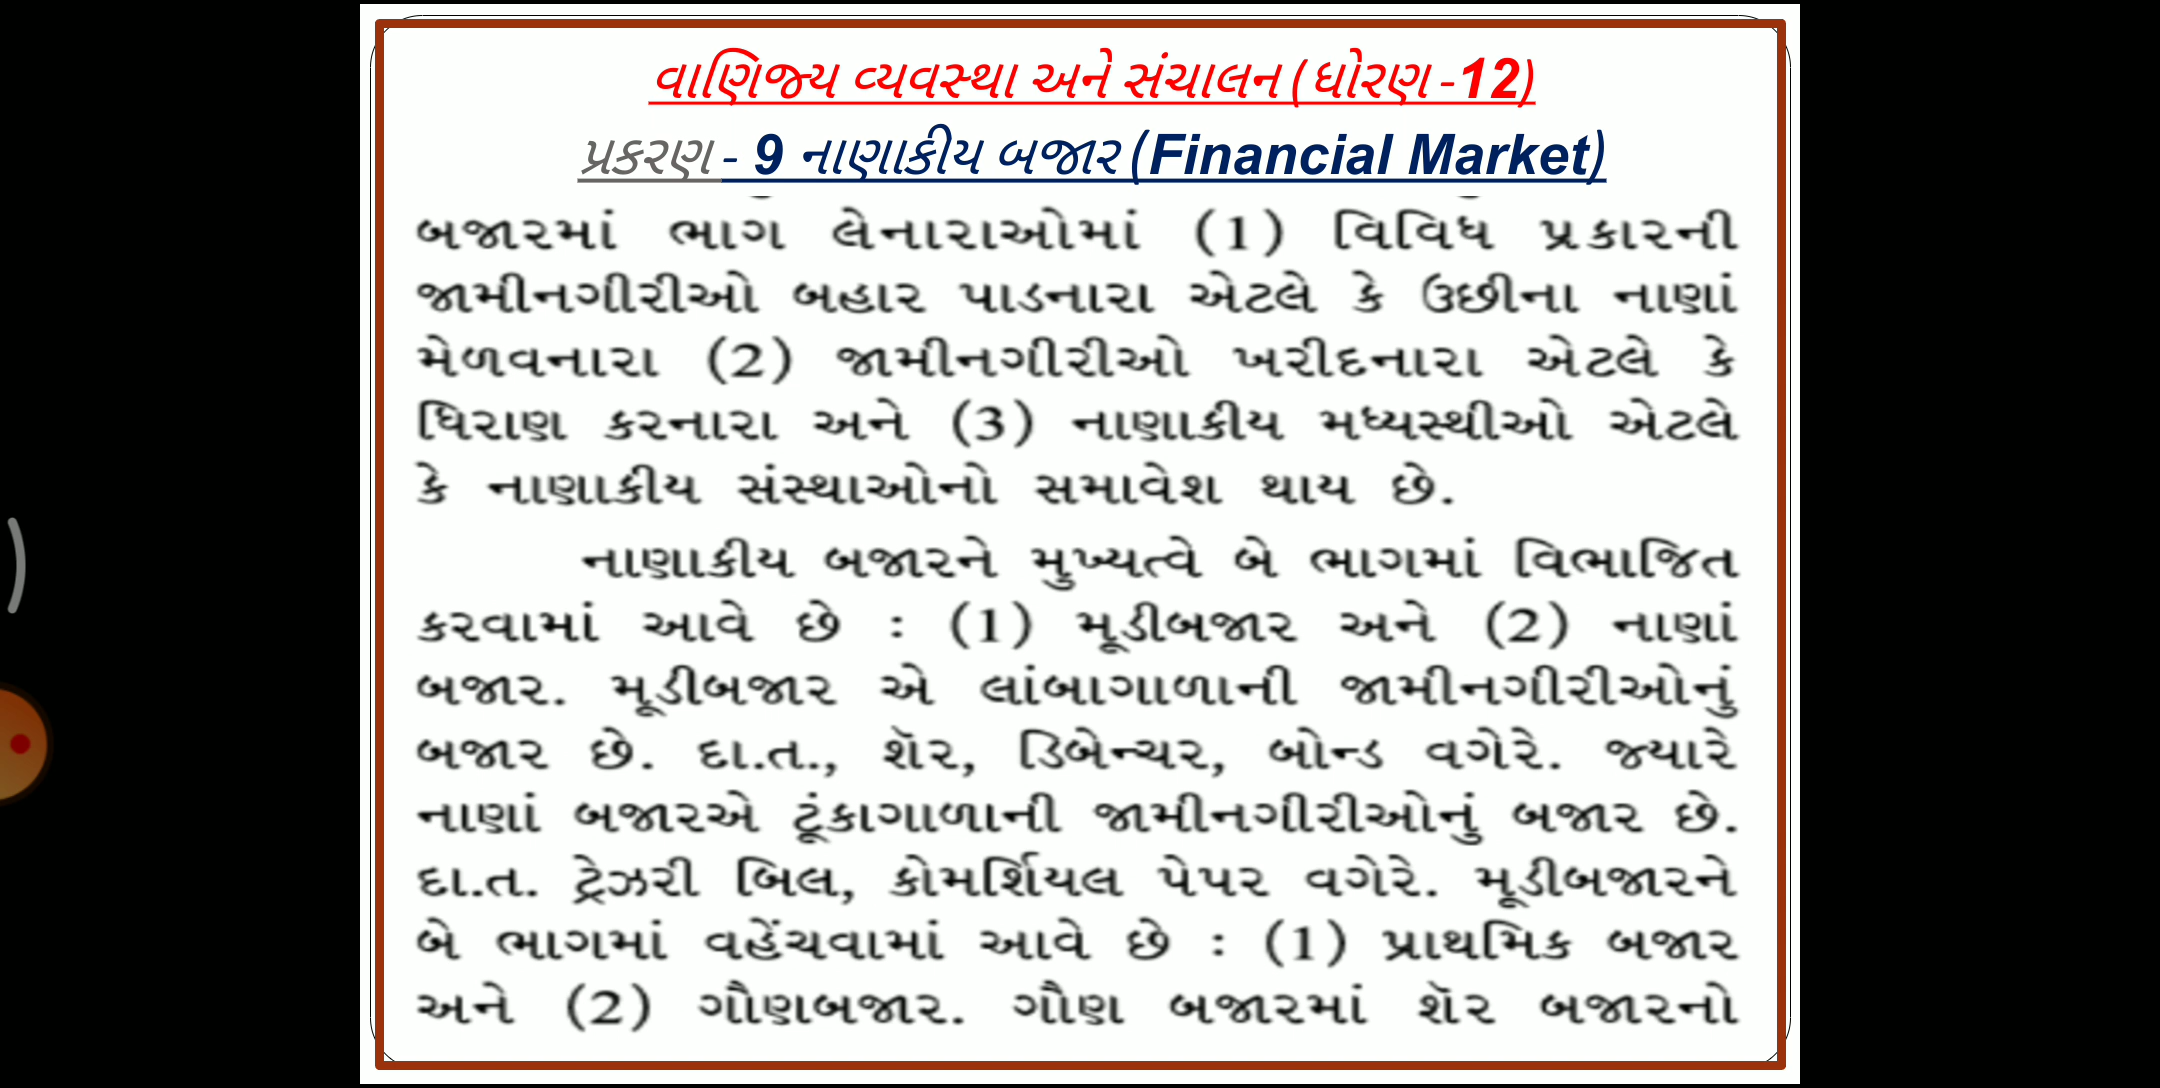 વાણિજ્ય વ્યવસ્થા અને સંચાલન (ધોરણ -12)
પ્રકરણ - 9 નાણાકીય બજાર (Financial Market)
બજારમાં ભાગ લેનારાઓમાં (1) વિવિધ પ્રકારની
જામીનગીરીઓ બહાર પાડનારા એટલે કે ઉછીના નાણાં
મેળવનારા (2) જામીનગીરીઓ ખરીદનારા એટલે કે
ધિરાણ કરનારા અને (3) નાણાકીય મધ્યસ્થીઓ એટલે
કે નાણાકીય સંસ્થાઓનો સમાવેશ થાય છે.
નાણાકીય બજારને મુખ્યત્વે બે ભાગમાં વિભાજિત
કરવામાં આવે છે : (1) મૂડીબજાર અને (2) નાણાં
બજાર. મૂડીબજાર એ લાંબાગાળાની જામીનગીરીઓનું
બજાર છે. દા.ત., શૅર, ડિબેન્ચર, બોન્ડ વગેરે. જ્યારે
નાણાં બજારએ ટૂંકાગાળાની જામીનગીરીઓનું બજાર છે.
દા.ત. ટ્રેઝરી બિલ, કોમર્શિયલ પેપર વગેરે. મૂડીબજારને
બે ભાગમાં વહેંચવામાં આવે છે : (1) પ્રાથમિક બજાર
અને (2) ગૌણબજાર. ગૌણ બજારમાં શૅર બજારનો